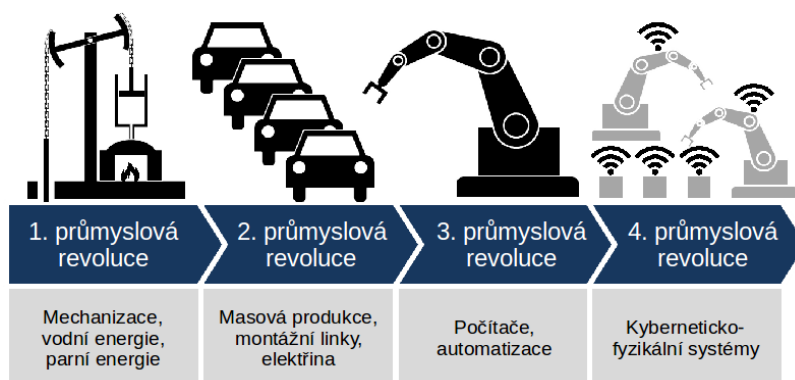 1. průmyslová
revoluce
2. průmyslová
revoluce
3. průmyslová
revoluce
4. průmyslová
revoluce
Mechanizace,
vodní energie,
parní energie
Masová produkce,
montážní linky,
elektřina
Počítače,
automatizace
Kyberneticko-
fyzikální systémy